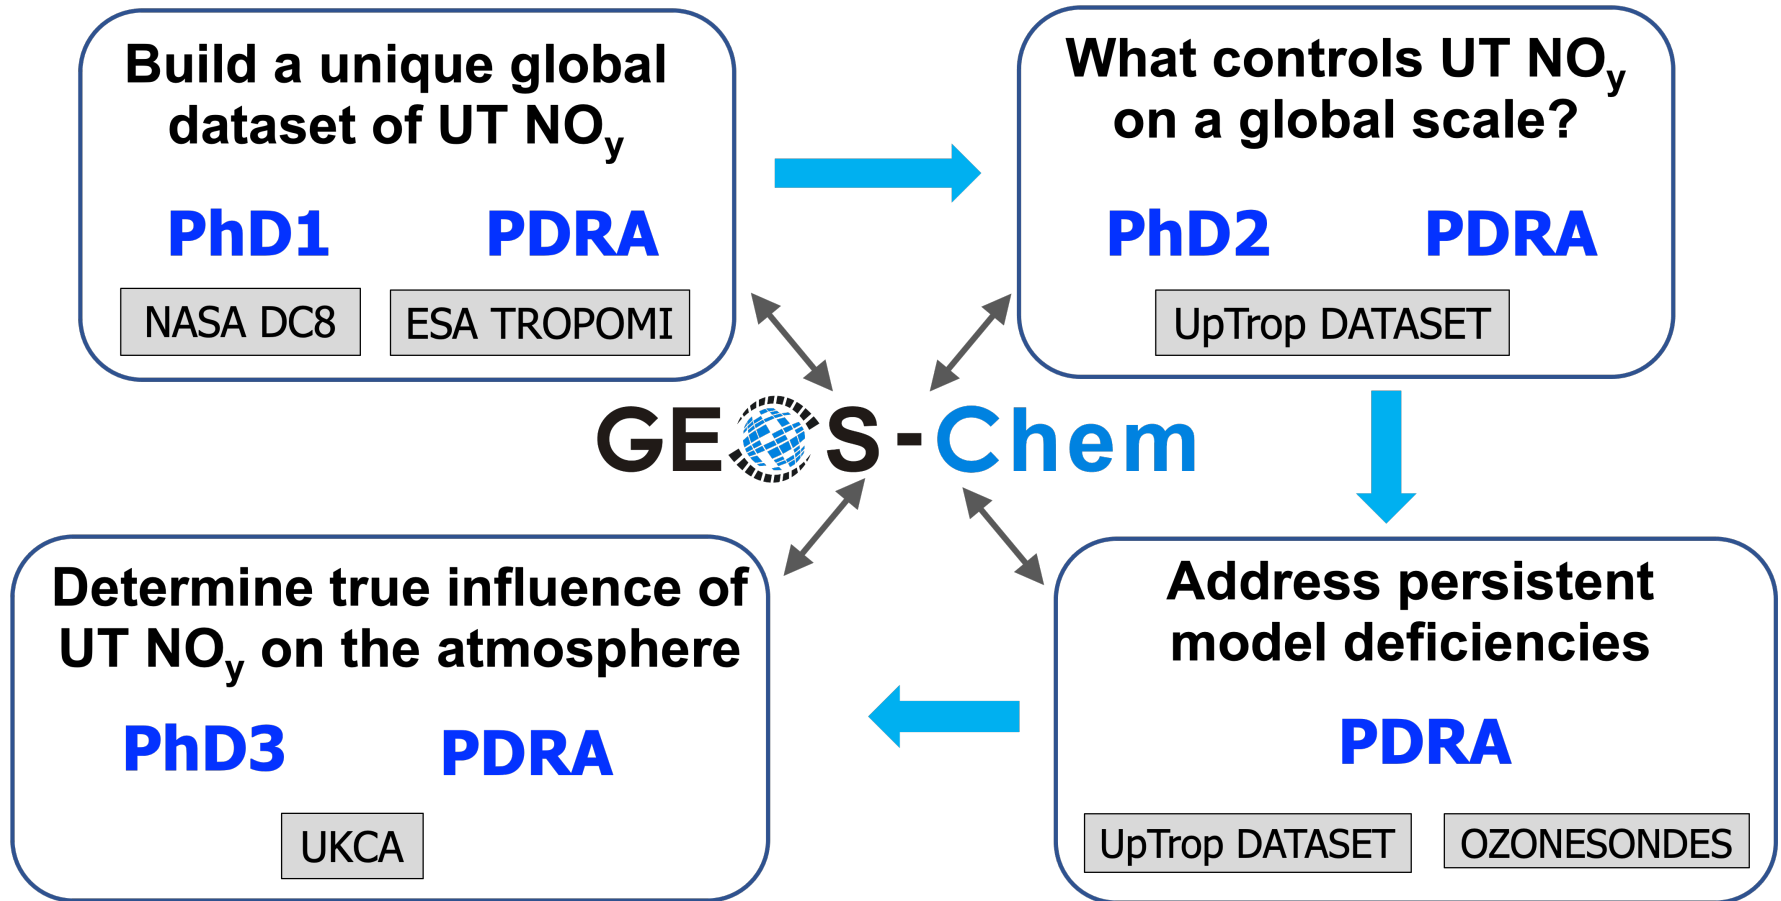 Build a unique global
dataset of UT NOy
PhD1 PDRA
NASA DC8 ESA TROPOMI
What controls UT NOy
on a global scale?
PhD2 PDRA
UpTrop DATASET
GEOS-Chem
Determine true influence of
UT NOy on the atmosphere
PhD3 PDRA
UKCA
Address persistent
model deficiencies
PDRA
UpTrop DATASET OZONESONDES